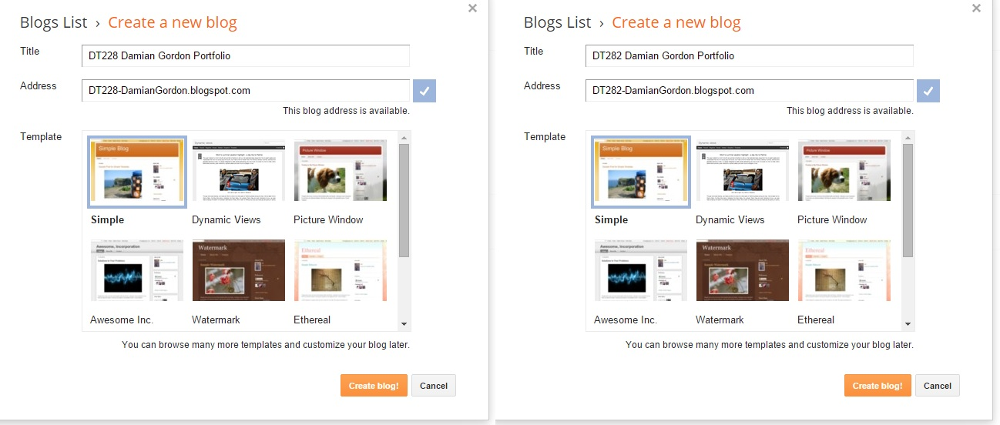 Blogs List › Create a new blog
Title
DT228 Damian Gordon Portfolio
Address
DT228-DamianGordon.blogspot.com
This blog address is available.
Template
Simple Blog
Dynamic Views
Picture Window
Simple
Dynamic Views
Picture Window
Awesome, Incorporation
Watermark
Ethereal
Awesome Inc.
Watermark
Ethereal
You can browse many more templates and customize your blog later.
Create blog!
Cancel
Blogs List › Create a new blog
Title
DT282 Damian Gordon Portfolio
Address
DT282-DamianGordon.blogspot.com
This blog address is available.
Template
Simple Blog
Dynamic Views
Picture Window
Simple
Dynamic Views
Picture Window
Awesome, Incorporation
Watermark
Ethereal
Awesome Inc.
Watermark
Ethereal
You can browse many more templates and customize your blog later.
Create blog!
Cancel